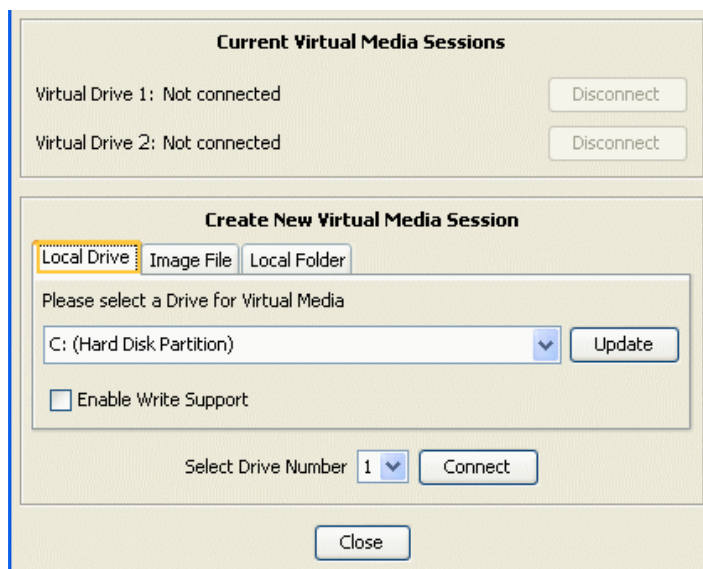 Current Virtual Media Sessions
Virtual Drive 1: Not connected Disconnect
Virtual Drive 2: Not connected Disconnect
Create New Virtual Media Session
Local Drive Image File Local Folder
Please select a Drive for Virtual Media
C: (Hard Disk Partition) Update
Enable Write Support
Select Drive Number 1 Connect
Close